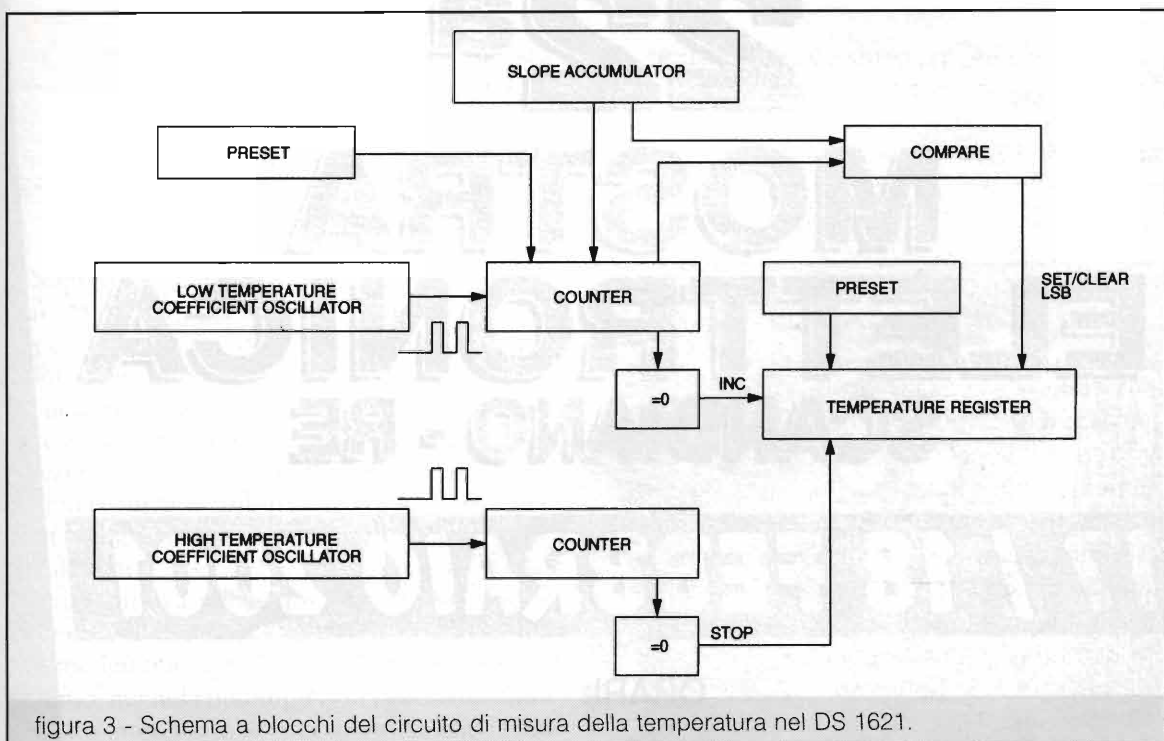 SLOPE ACCUMULATOR
PRESET
COMPARE
LOW TEMPERATURE
COEFFICIENT OSCILLATOR
COUNTER
PRESET
SET/CLEAR
LSB
=0
INC
TEMPERATURE REGISTER
HIGH TEMPERATURE
COEFFICIENT OSCILLATOR
COUNTER
=0
STOP
figura 3 - Schema a blocchi del circuito di misura della temperatura nel DS 1621.